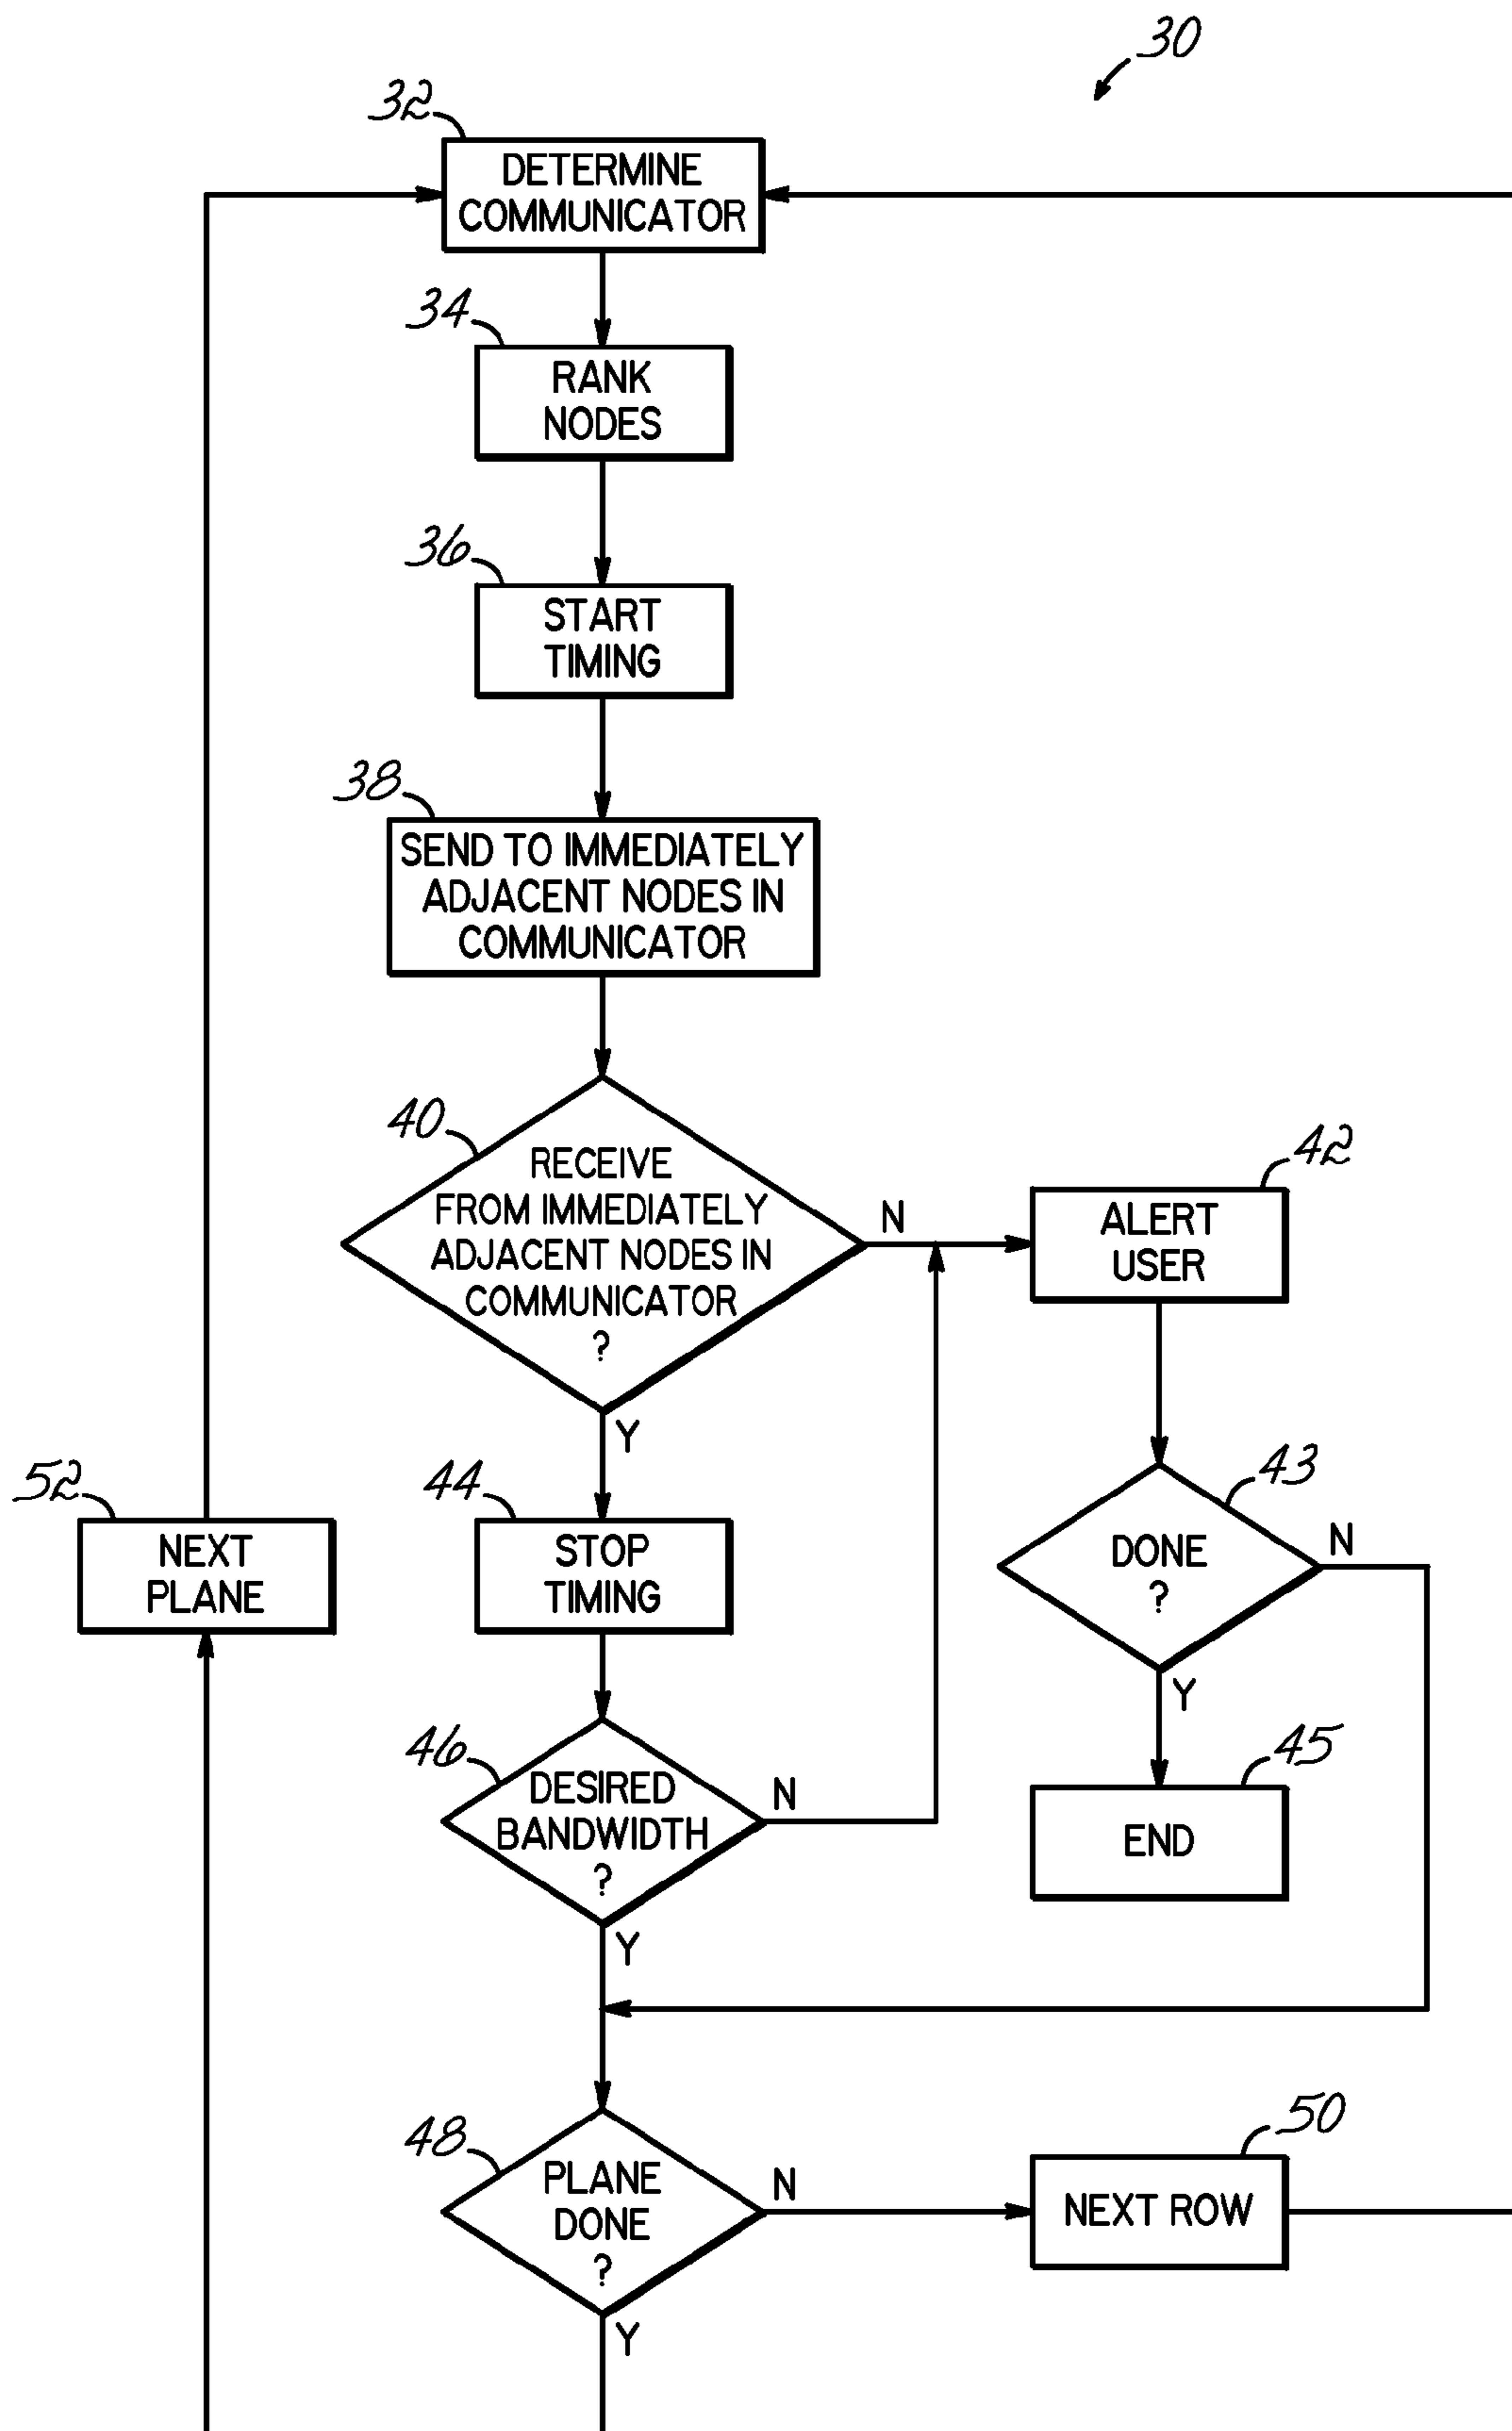 30
32
DETERMINE
COMMUNICATOR
34
RANK
NODES
36
START
TIMING
38
SEND TO IMMEDIATELY
ADJACENT NODES IN
COMMUNICATOR
40
RECEIVE
FROM IMMEDIATELY
ADJACENT NODES IN
COMMUNICATOR
?
N
Y
42
ALERT
USER
43
DONE
?
N
Y
45
END
44
STOP
TIMING
52
NEXT
PLANE
46
DESIRED
BANDWIDTH
?
N
Y
48
PLANE
DONE
?
N
Y
50
NEXT ROW